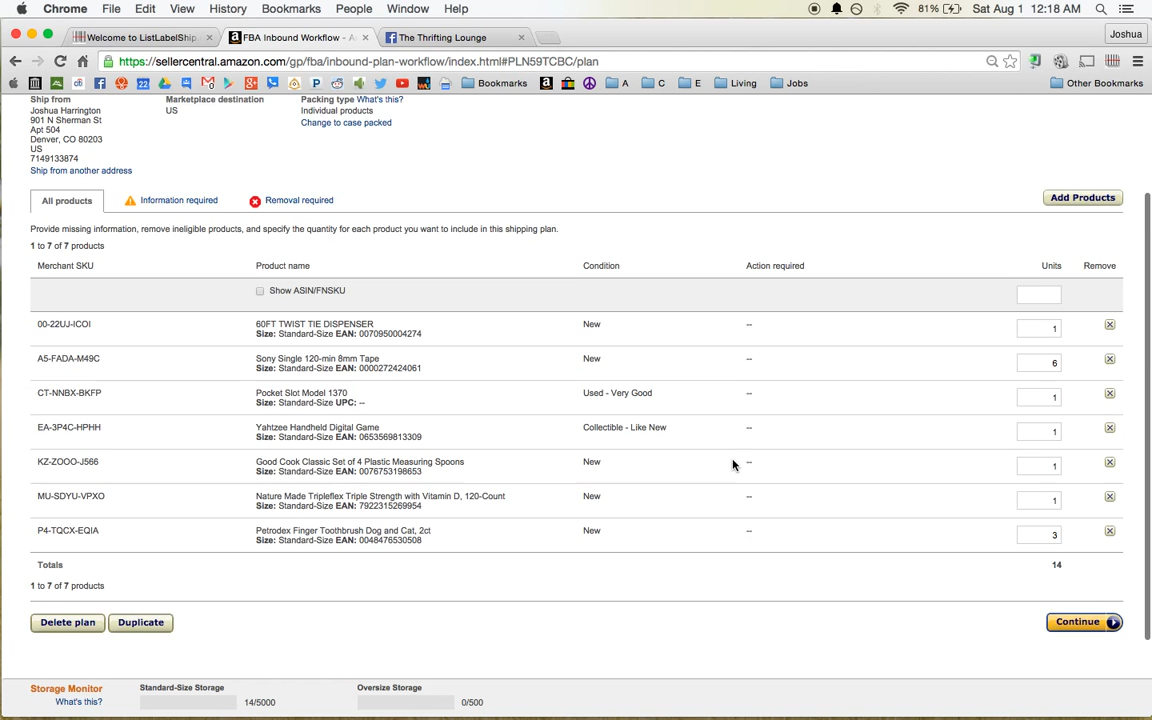 Chrome File Edit View History Bookmarks People Window Help 81% Sat Aug 1 12:18 AM
Welcome to ListLabelShip FBA Inbound Workflow - A The Thrifting Lounge Joshua
https://sellercentral.amazon.com/gp/fba/inbound-plan-workflow/index.html#PLN59TCBC/plan
22 Bookmarks A C E Living Jobs Other Bookmarks
Ship from Marketplace destination Packing type What's this?
Joshua Harrington US Individual products
901 N Sherman St
Apt 504 Change to case packed
Denver, CO 80203
US
7149133874
Ship from another address
All products Information required Removal required Add Products
Provide missing information, remove ineligible products, and specify the quantity for each product you want to include in this shipping plan.
1 to 7 of 7 products
Merchant SKU Product name Condition Action required Units Remove
Show ASIN/FNSKU
00-22UJ-ICOI 60FT TWIST TIE DISPENSER New -- 1
Size: Standard-Size EAN: 0070950004274
A5-FADA-M49C Sony Single 120-min 8mm Tape New -- 6
Size: Standard-Size EAN: 0000272424061
CT-NNBX-BKFP Pocket Slot Model 1370 Used - Very Good -- 1
Size: Standard-Size UPC: --
EA-3P4C-HPHH Yahtzee Handheld Digital Game Collectible - Like New -- 1
Size: Standard-Size EAN: 0653569813309
KZ-ZOOO-J566 Good Cook Classic Set of 4 Plastic Measuring Spoons New -- 1
Size: Standard-Size EAN: 0076753198653
MU-SDYU-VPXO Nature Made Tripleflex Triple Strength with Vitamin D, 120-Count New -- 1
Size: Standard-Size EAN: 7922315269954
P4-TQCX-EQIA Petrodex Finger Toothbrush Dog and Cat, 2ct New -- 3
Size: Standard-Size EAN: 0048476530508
Totals 14
1 to 7 of 7 products
Delete plan Duplicate Continue
Storage Monitor Standard-Size Storage Oversize Storage
What's this? 14/5000 0/500